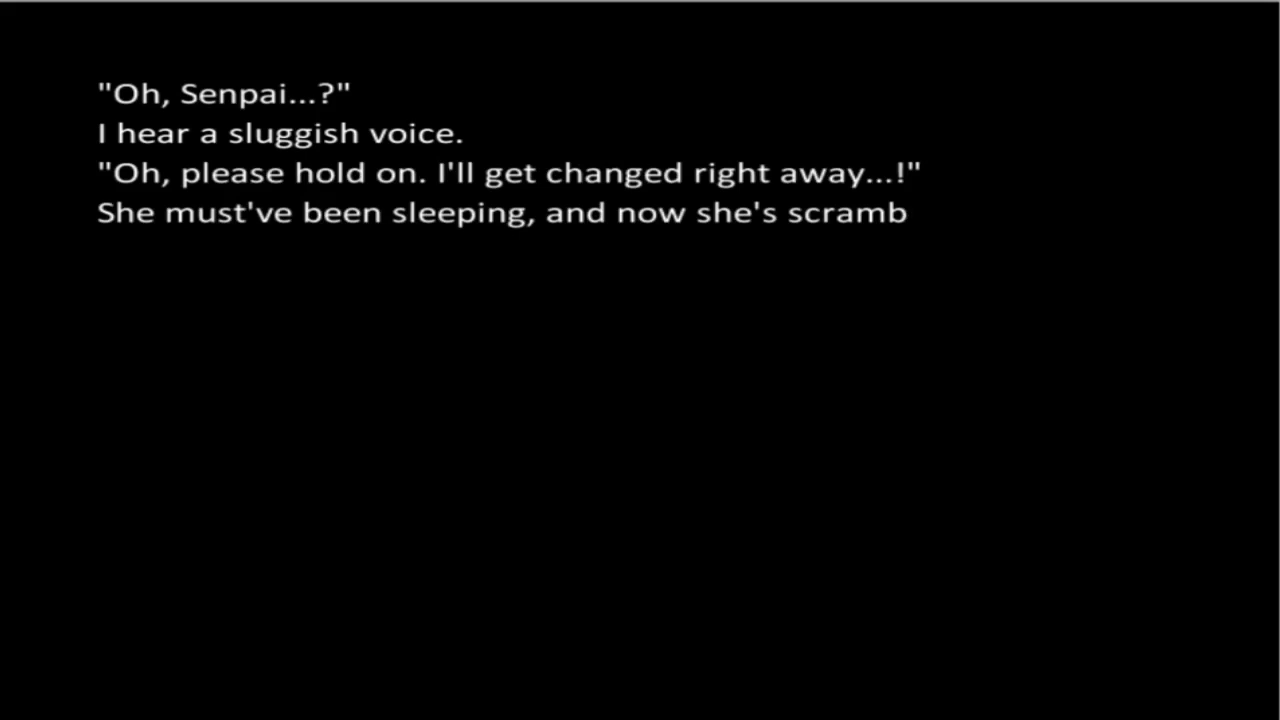 "Oh, Senpai...?"
I hear a sluggish voice.
"Oh, please hold on. I'll get changed right away...!"
She must've been sleeping, and now she's scramb